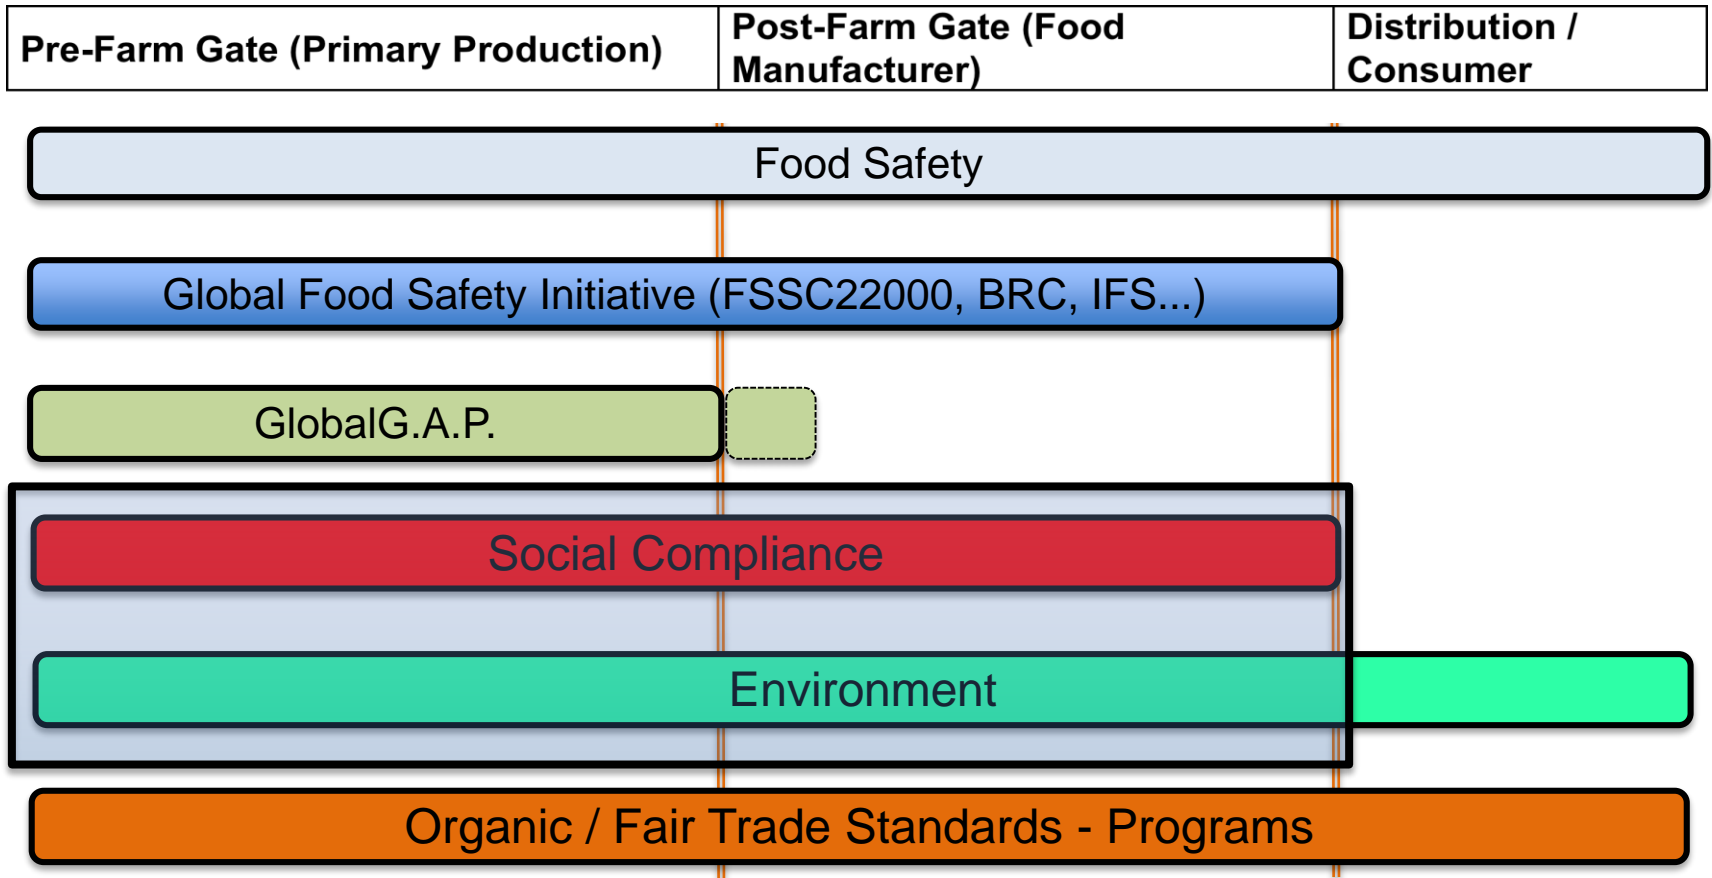 Pre-Farm Gate (Primary Production)
Post-Farm Gate (Food
Manufacturer)
Distribution /
Consumer
Food Safety
Global Food Safety Initiative (FSSC22000, BRC, IFS...)
GlobalG.A.P.
Social Compliance
Environment
Organic / Fair Trade Standards - Programs